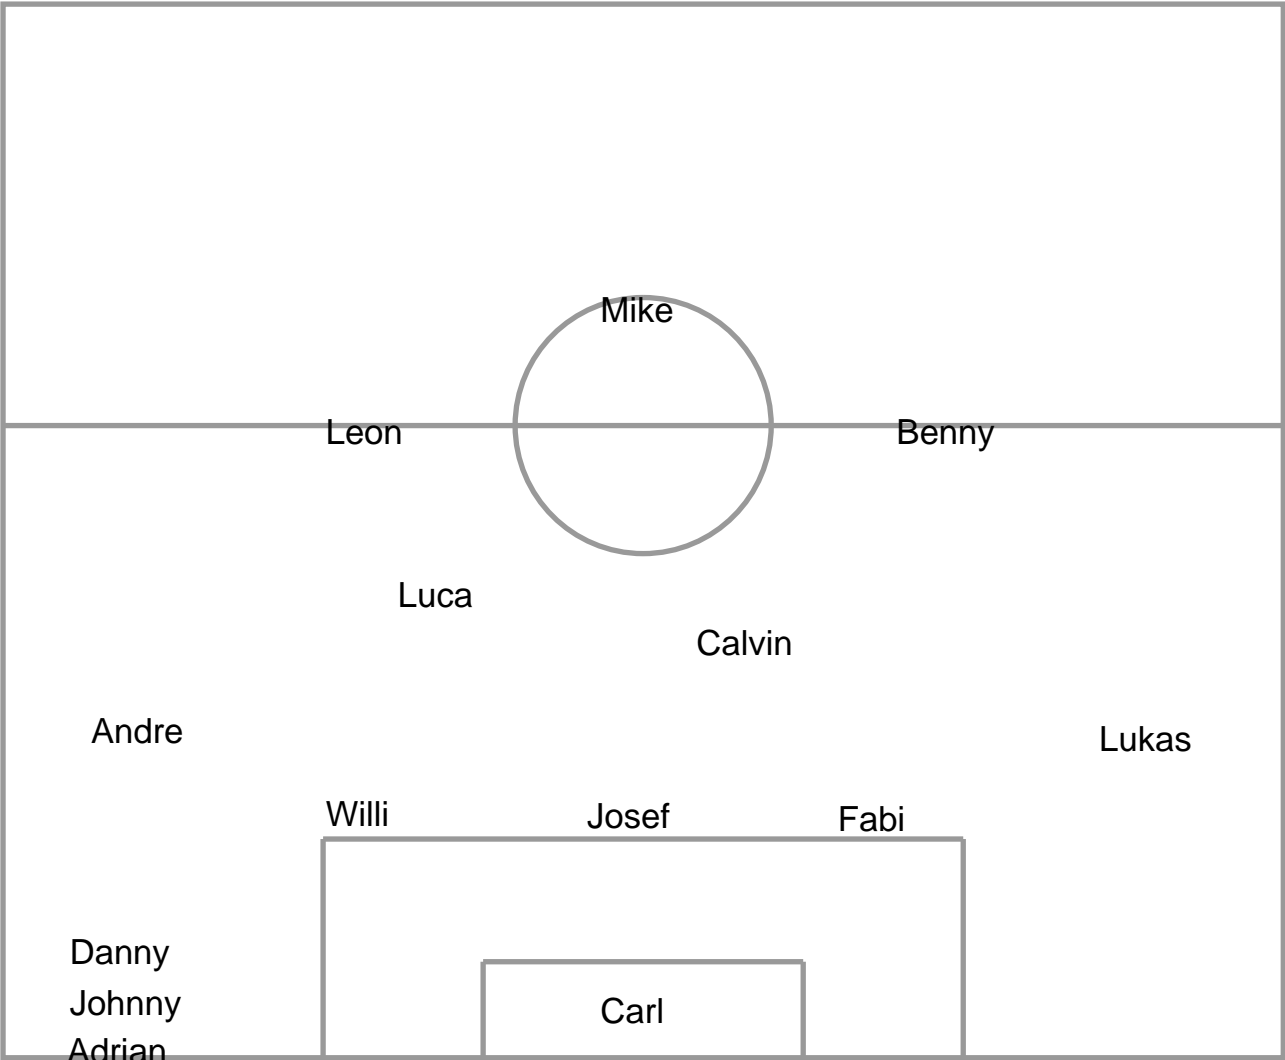 Mike
Leon
Benny
Luca
Calvin
Andre
Lukas
Willi
Josef
Fabi
Danny
Johnny
Carl
Adrian